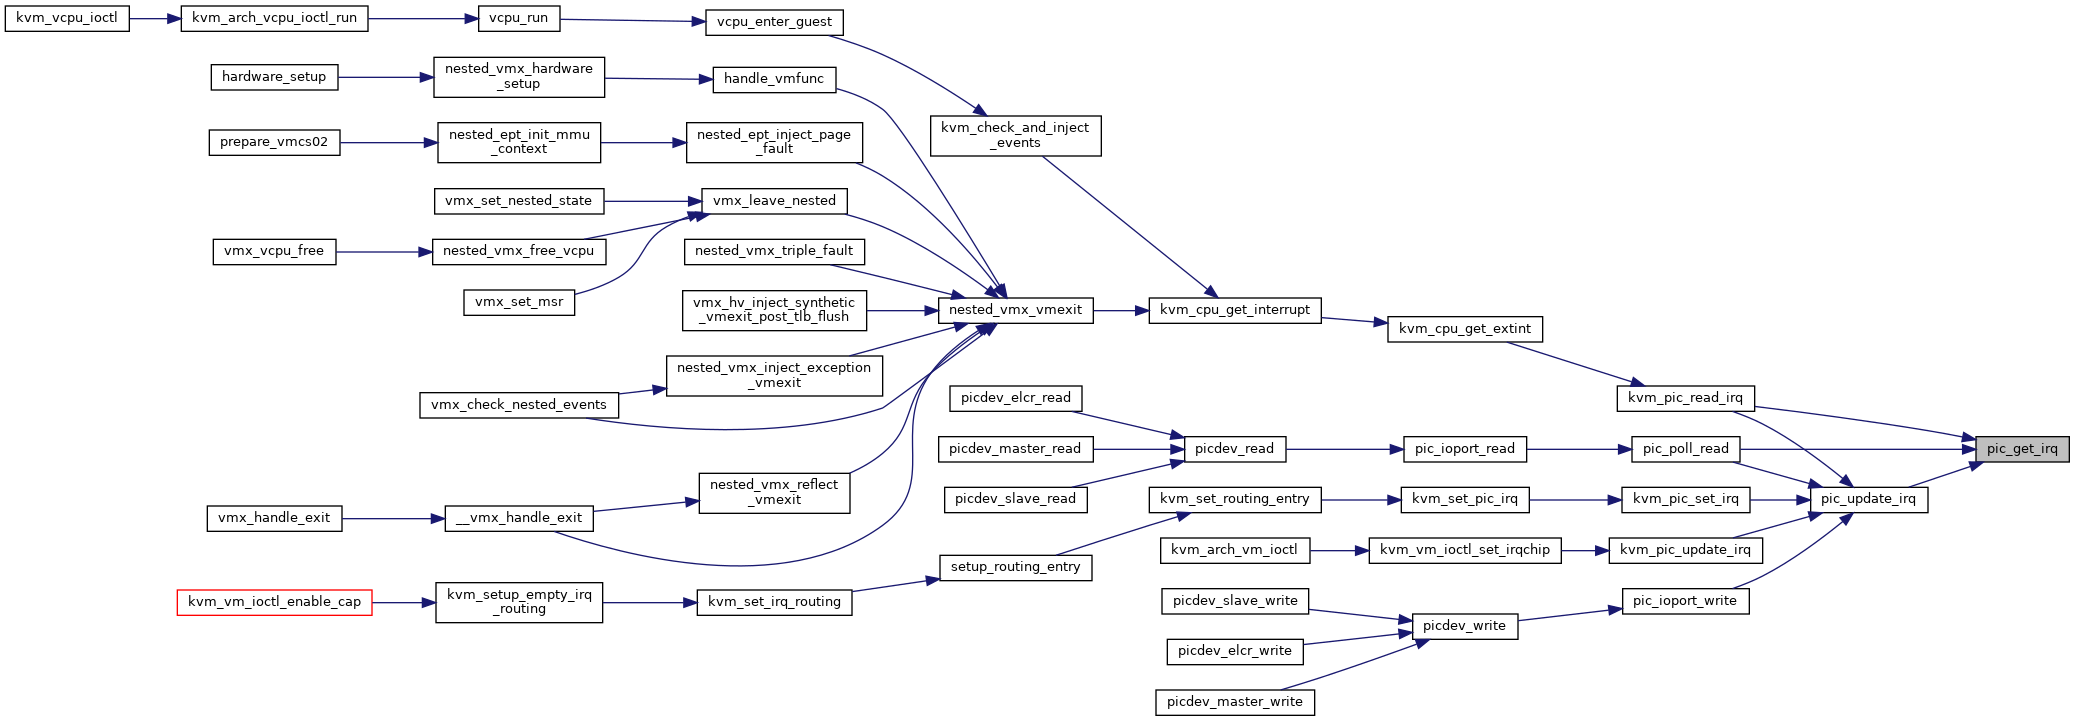 kvm_vcpu_ioctl
kvm_arch_vcpu_ioctl_run
vcpu_run
vcpu_enter_guest
hardware_setup
nested_vmx_hardware
_setup
handle_vmfunc
kvm_check_and_inject
_events
prepare_vmcs02
nested_ept_init_mmu
_context
nested_ept_inject_page
_fault
vmx_set_nested_state
vmx_leave_nested
vmx_vcpu_free
nested_vmx_free_vcpu
nested_vmx_triple_fault
vmx_set_msr
vmx_hv_inject_synthetic
_vmexit_post_tlb_flush
nested_vmx_vmexit
kvm_cpu_get_interrupt
kvm_cpu_get_extint
nested_vmx_inject_exception
_vmexit
vmx_check_nested_events
picdev_elcr_read
kvm_pic_read_irq
picdev_master_read
picdev_read
pic_ioport_read
pic_poll_read
pic_get_irq
nested_vmx_reflect
_vmexit
picdev_slave_read
kvm_set_routing_entry
kvm_set_pic_irq
kvm_pic_set_irq
pic_update_irq
vmx_handle_exit
__vmx_handle_exit
kvm_arch_vm_ioctl
kvm_vm_ioctl_set_irqchip
kvm_pic_update_irq
setup_routing_entry
kvm_vm_ioctl_enable_cap
kvm_setup_empty_irq
_routing
kvm_set_irq_routing
picdev_slave_write
pic_ioport_write
picdev_write
picdev_elcr_write
picdev_master_write